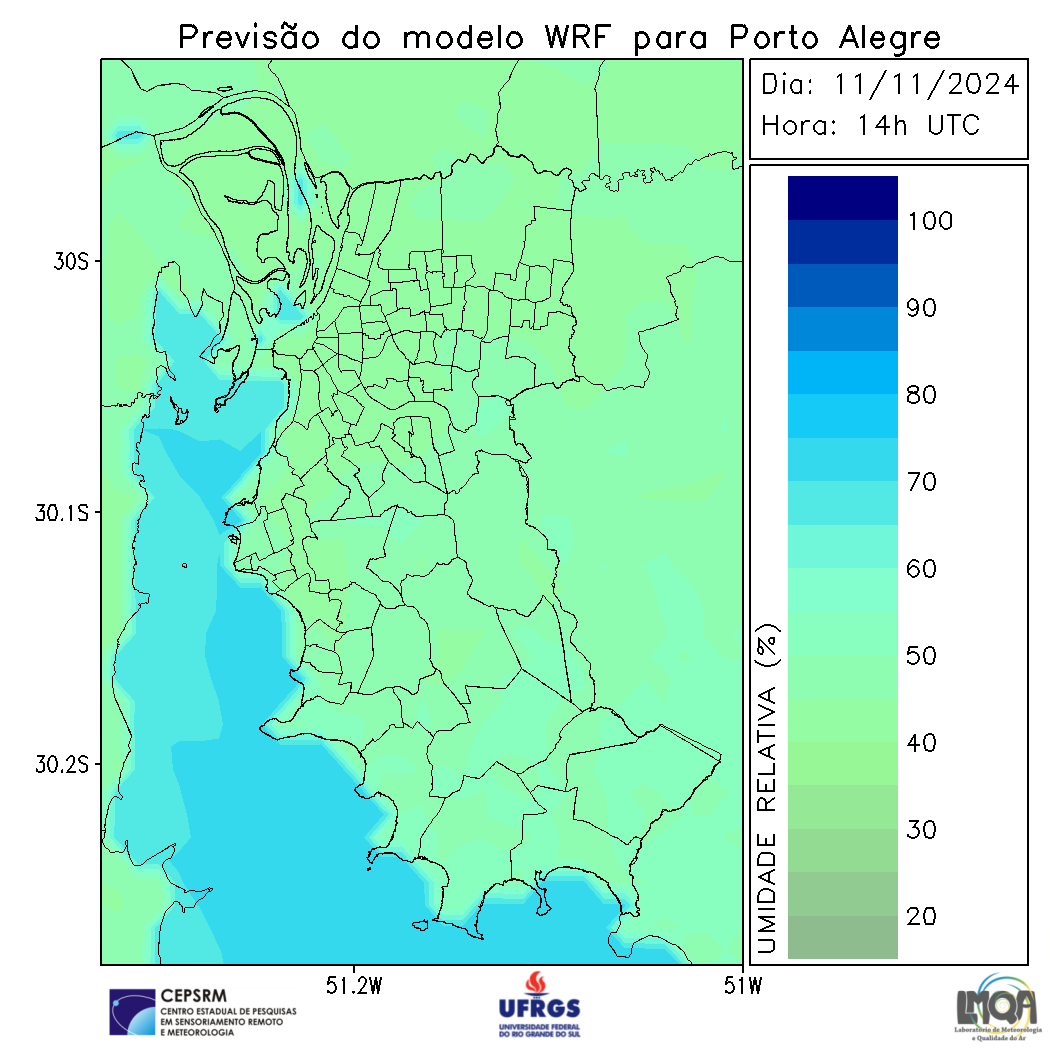 Previsão do modelo WRF para Porto Alegre
Dia: 11/11/2024
Hora: 14h UTC
100
90
80
70
60
50
40
30
20
UMIDADE RELATIVA (%)
30S
30.1S
30.2S
51.2W
51W
CEPSRM
CENTRO ESTADUAL DE PESQUISAS
EM SENSORIAMENTO REMOTO
E METEOROLOGIA
UFRGS
UNIVERSIDADE FEDERAL
DO RIO GRANDE DO SUL
LMQA
Laboratório de Meteorologia
e Qualidade do Ar